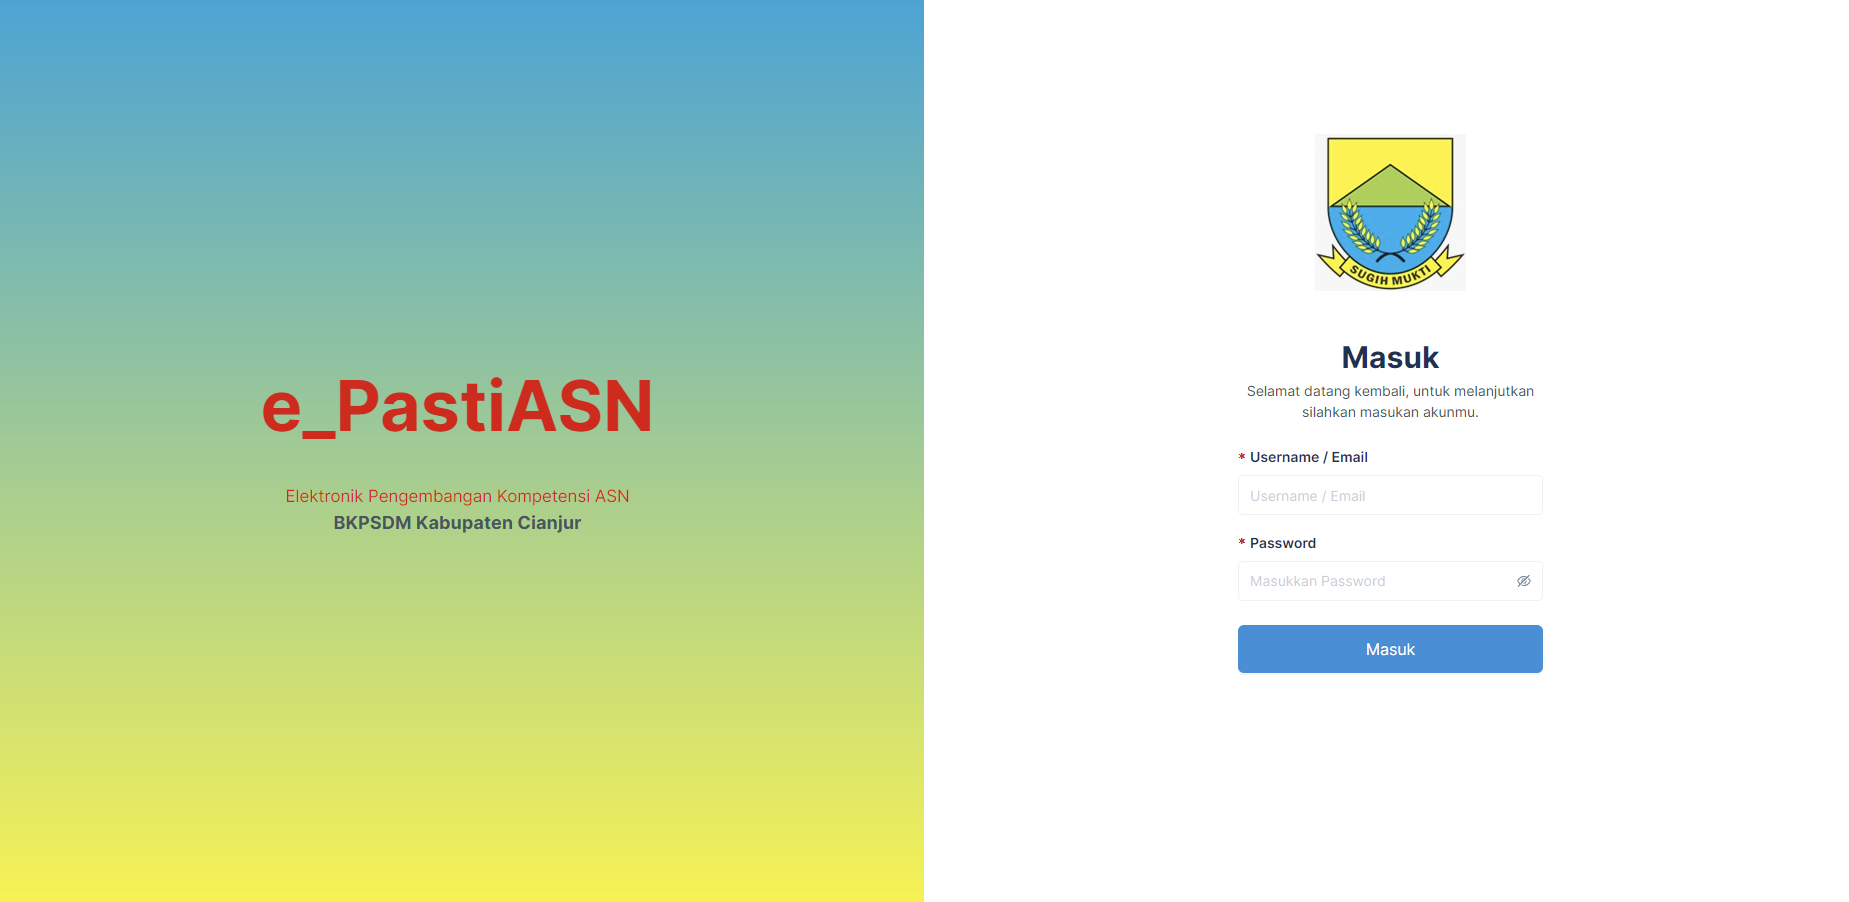 e_PastiASN
Elektronik Pengembangan Kompetensi ASN
BKPSDM Kabupaten Cianjur
SUGIH MUKTI
Masuk
Selamat datang kembali, untuk melanjutkan
silahkan masukan akunmu.
* Username / Email
Username / Email
* Password
Masukkan Password
Masuk